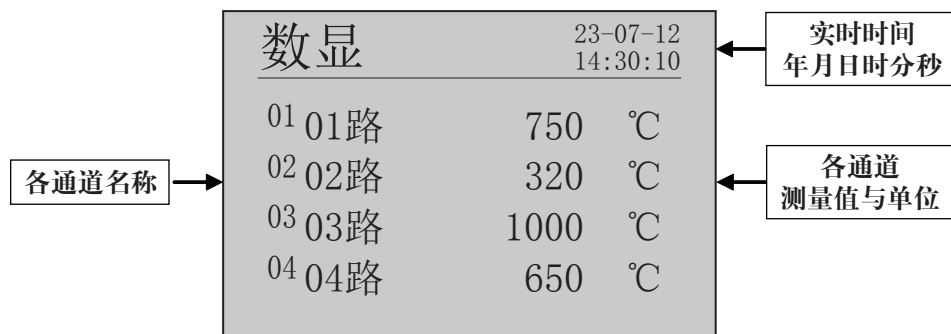 数显
23-07-12
14:30:10
实时时间
年月日时分秒
01 01路 750 ℃
02 02路 320 ℃
03 03路 1000 ℃
04 04路 650 ℃
各通道名称
各通道
测量值与单位